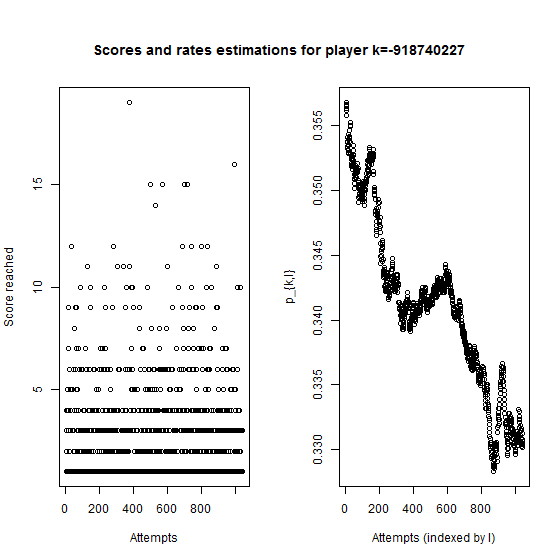 Scores and rates estimations for player k=-918740227
Score reached
15
10
5
0 200 400 600 800
Attempts
p_{k,l}
0.355
0.350
0.345
0.340
0.335
0.330
0 200 400 600 800
Attempts (indexed by l)